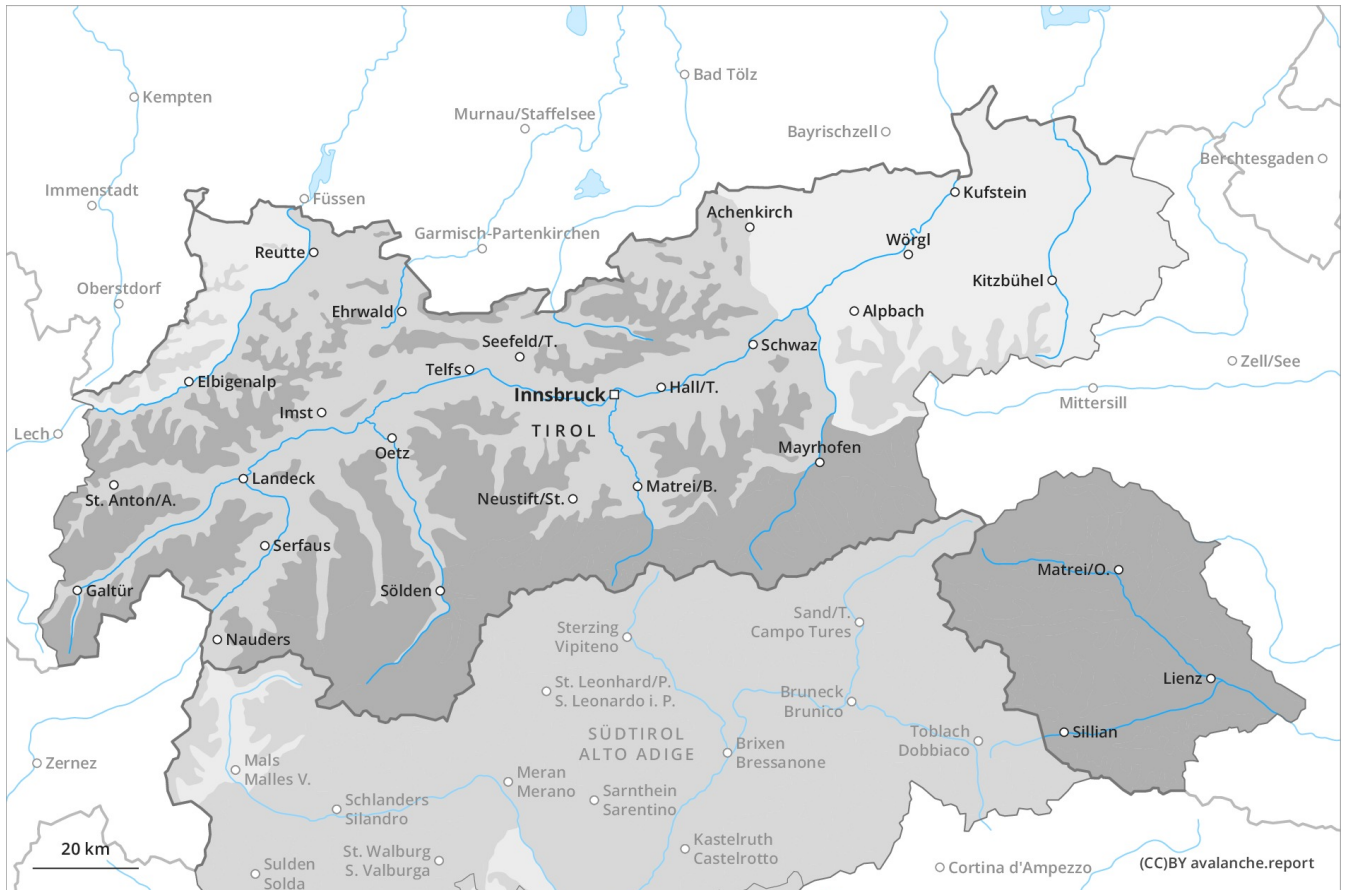 Bad Tölz
Kempten
Murnau/Staffelsee
Bayrischzell
Berchtesgaden
Immenstadt
Füssen
Kufstein
Achenkirch
Garmisch-Partenkirchen
Wörgl
Reutte
Kitzbühel
Oberstdorf
Ehrwald
Alpbach
Seefeld/T.
Schwaz
Zell/See
Telfs
Elbigenalp
Hall/T.
Innsbruck
Mittersill
Imst
TIROL
Lech
Oetz
Mayrhofen
Landeck
Matrei/B.
St. Anton/A.
Neustift/St.
Serfaus
Matrei/O.
Galtür
Sölden
Sand/T.
Campo Tures
Sterzing
Vipiteno
Nauders
Lienz
St. Leonhard/P.
S. Leonardo i. P.
Bruneck
Brunico
SÜDTIROL
ALTO ADIGE
Toblach
Dobbiaco
Sillian
Brixen
Bressanone
Zernez
Mals
Malles V.
Meran
Merano
Sarnthein
Sarentino
Schlanders
Silandro
Kastelruth
Castelrotto
20 km
St. Walburg
S. Valburga
Sulden
Solda
Cortina d'Ampezzo
(CC)BY avalanche.report